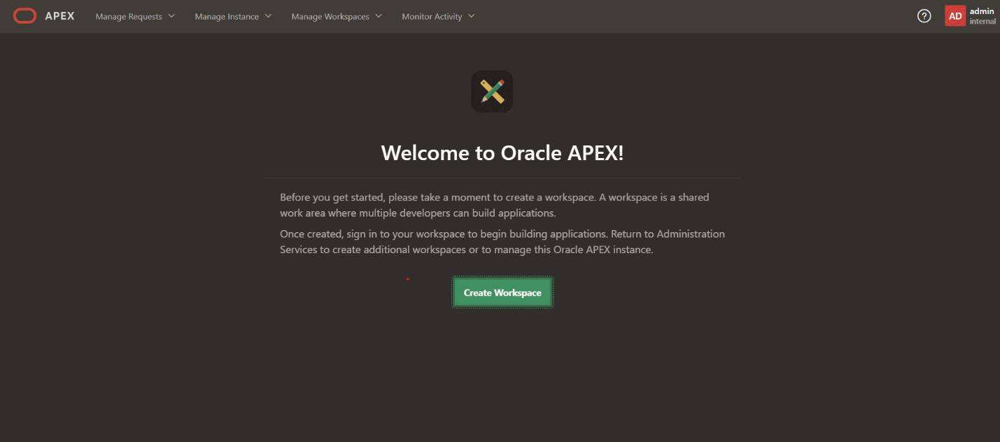 APEX Manage Requests Manage Instance Manage Workspaces Monitor Activity ? AD admin
internal
Welcome to Oracle APEX!
Before you get started, please take a moment to create a workspace. A workspace is a shared
work area where multiple developers can build applications.
Once created, sign in to your workspace to begin building applications. Return to Administration
Services to create additional workspaces or to manage this Oracle APEX instance.
Create Workspace